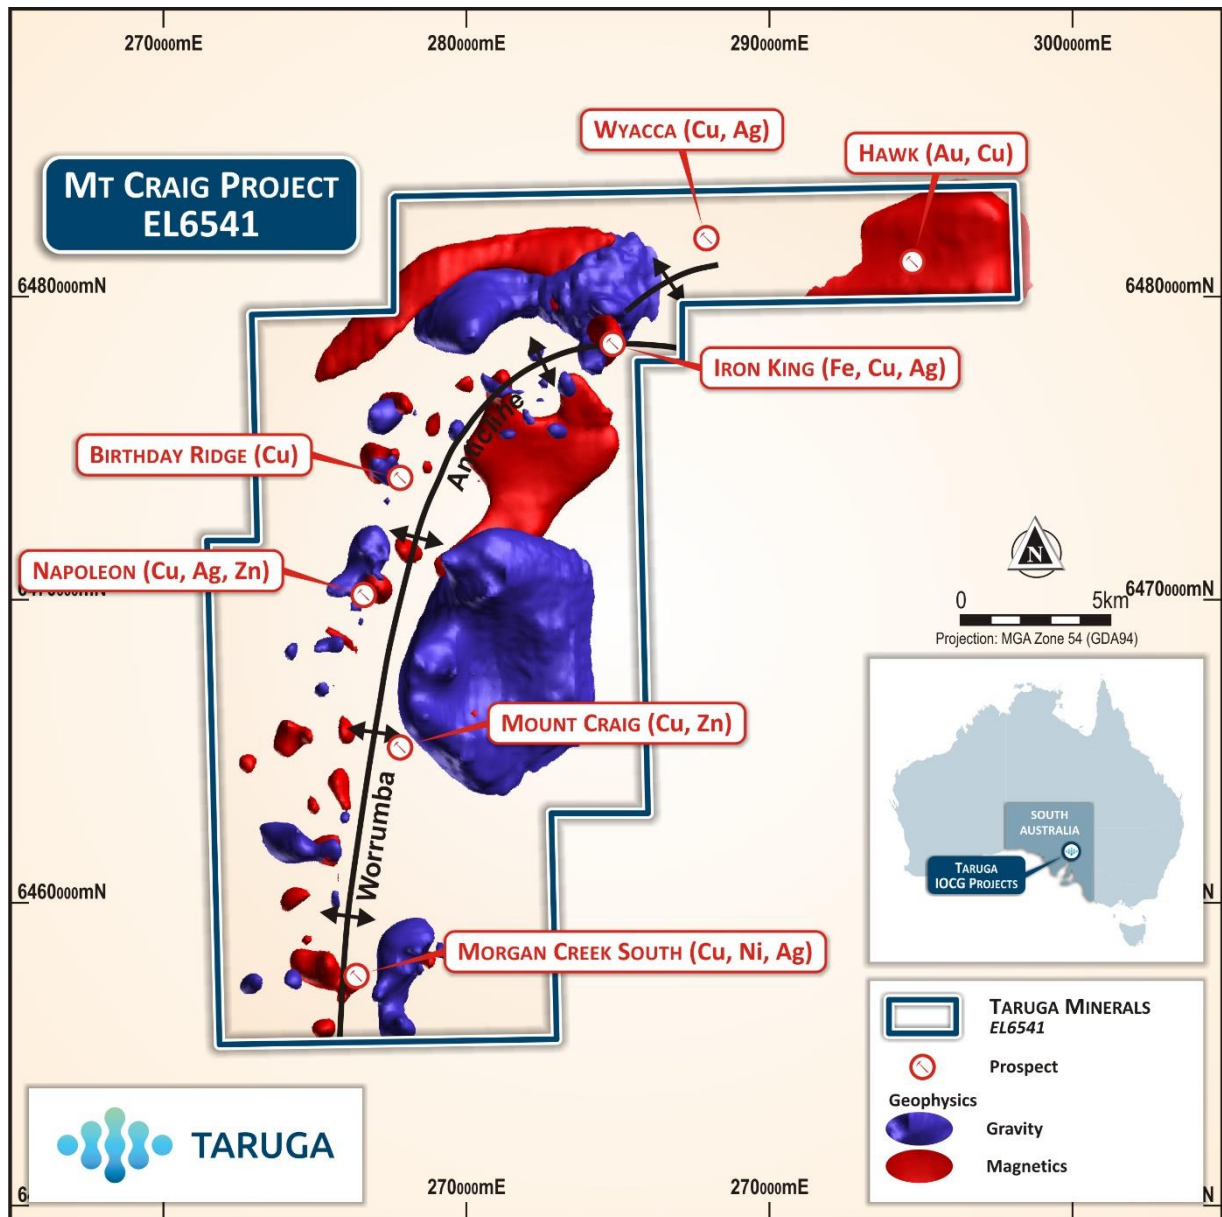 270000mE
280000mE
290000mE
300000mE
WYACCA (Cu, Ag)
HAWK (Au, Cu)
MT CRAIG PROJECT
EL6541
6480000mN
6480000mN
IRON KING (Fe, Cu, Ag)
Anticline
BIRTHDAY RIDGE (Cu)
N
NAPOLEON (Cu, Ag, Zn)
0 5km
6470000mN
Projection: MGA Zone 54 (GDA94)
MOUNT CRAIG (Cu, Zn)
Worrumba
SOUTH
AUSTRALIA
TARUGA
IOCG PROJECTS
6460000mN
N
MORGAN CREEK SOUTH (Cu, Ni, Ag)
TARUGA MINERALS
EL6541
Prospect
Geophysics
Gravity
Magnetics
TARUGA
270000mE
270000mE
N